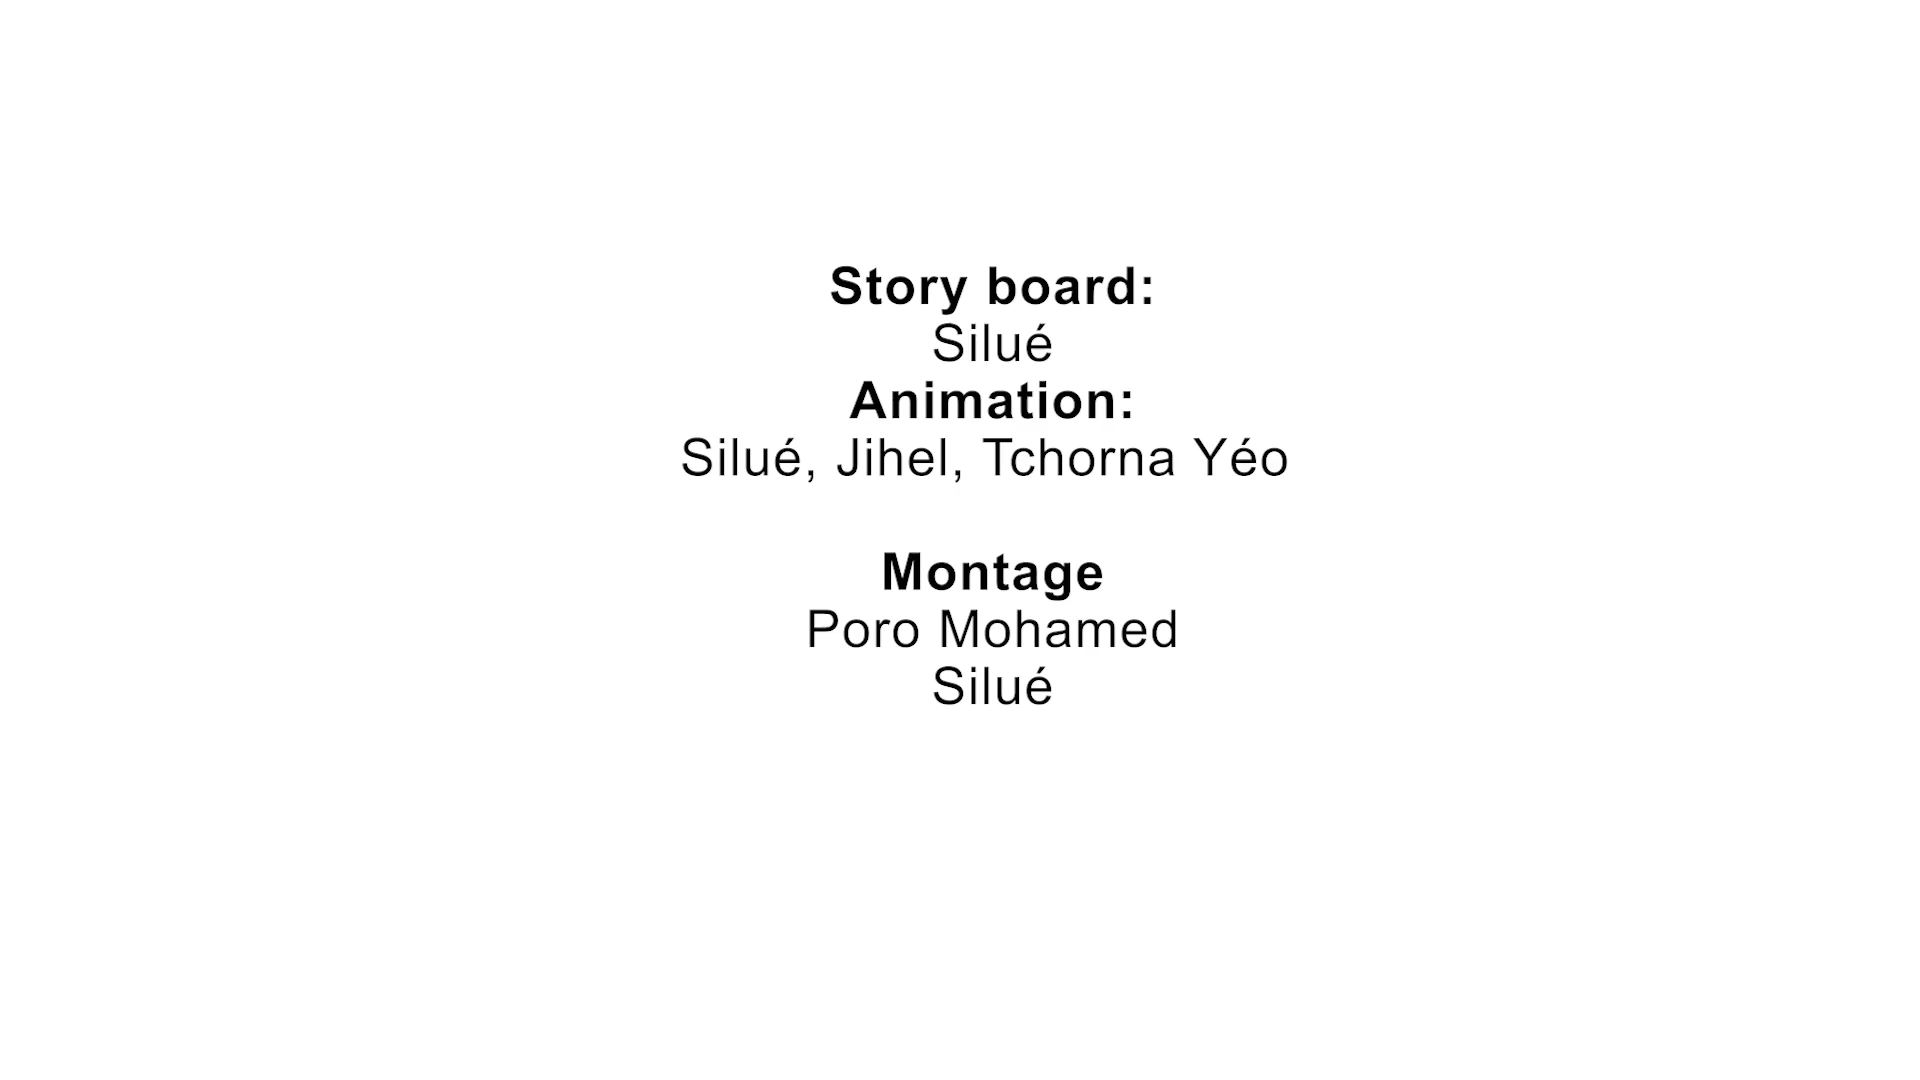 Story board:
Silué
Animation:
Silué, Jihel, Tchorna Yéo
Montage
Poro Mohamed
Silué